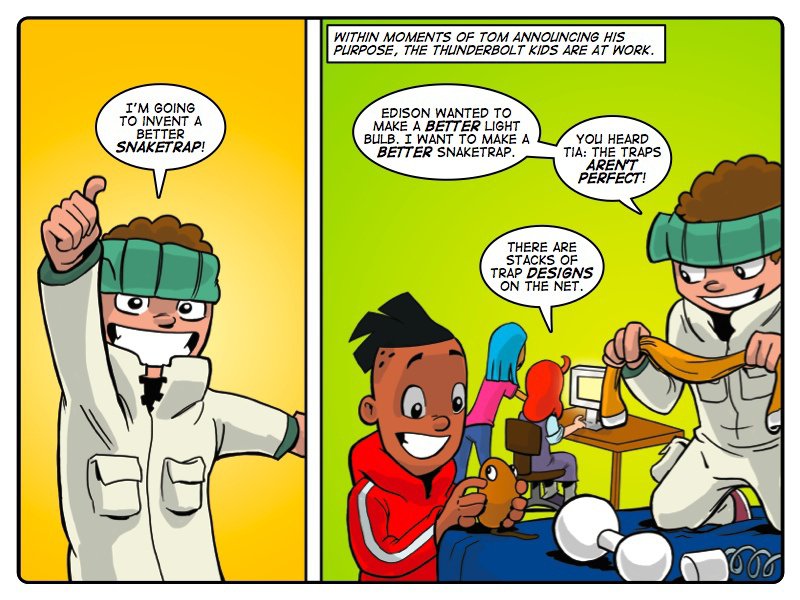 I'M GOING
TO INVENT A
BETTER
SNAKETRAP!
WITHIN MOMENTS OF TOM ANNOUNCING HIS
PURPOSE, THE THUNDERBOLT KIDS ARE AT WORK.
EDISON WANTED TO
MAKE A BETTER LIGHT
BULB. I WANT TO MAKE A
BETTER SNAKETRAP.
YOU HEARD
TIA: THE TRAPS
AREN'T
PERFECT!
THERE ARE
STACKS OF
TRAP DESIGNS
ON THE NET.